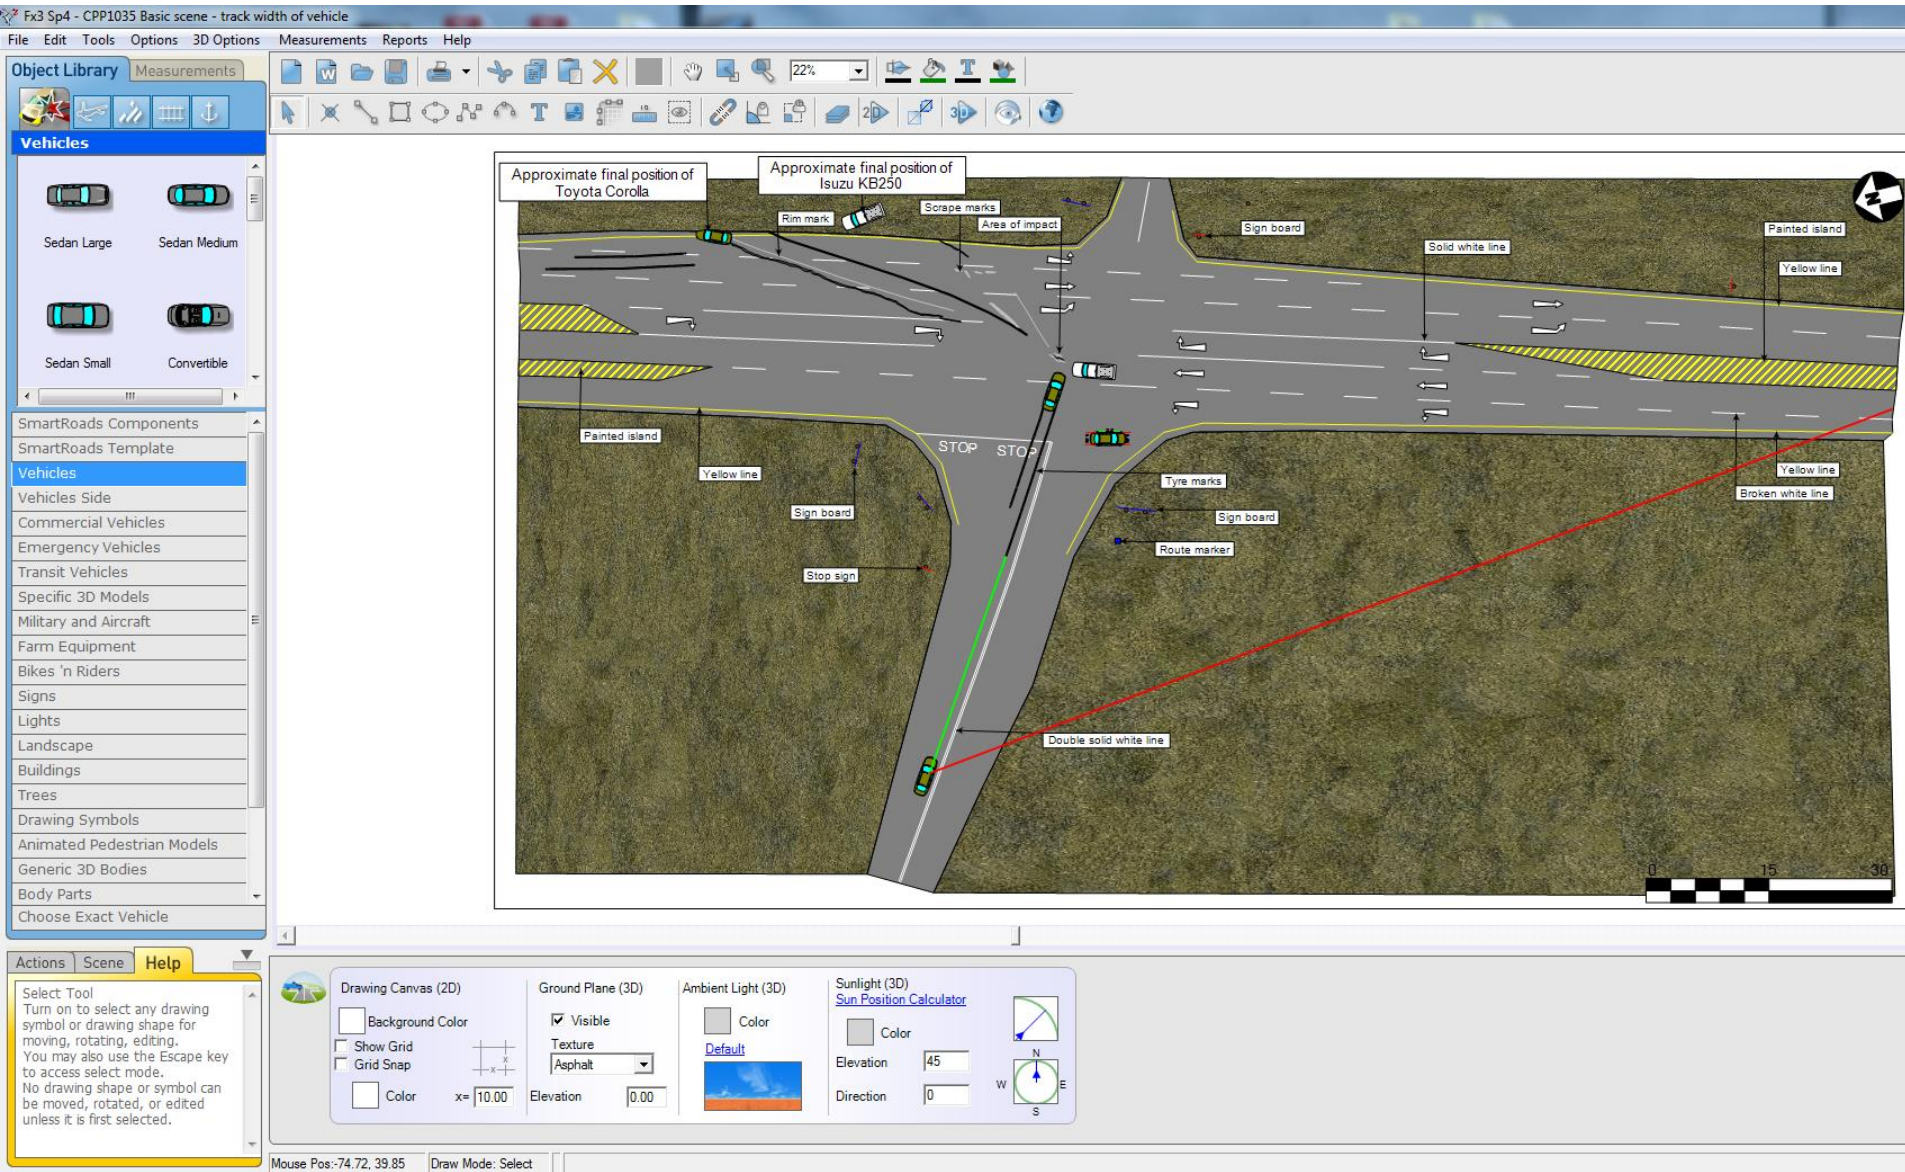 Fx3 Sp4 - CPP1035 Basic scene - track width of vehicle
File Edit Tools Options 3D Options Measurements Reports Help
Object Library Measurements
22%
Vehicles
Sedan Large Sedan Medium
Sedan Small Convertible
SmartRoads Components
SmartRoads Template
Vehicles
Vehicles Side
Commercial Vehicles
Emergency Vehicles
Transit Vehicles
Specific 3D Models
Military and Aircraft
Farm Equipment
Bikes 'n Riders
Signs
Lights
Landscape
Buildings
Trees
Drawing Symbols
Animated Pedestrian Models
Generic 3D Bodies
Body Parts
Choose Exact Vehicle
Approximate final position of
Toyota Corolla
Approximate final position of
Isuzu KB250
Rim mark
Scrape marks
Area of impact
Sign board
Solid white line
Painted island
Yellow line
N
Painted island
Yellow line
STOP STOP
Sign board
Stop sign
Tyre marks
Sign board
Route marker
Yellow line
Broken white line
Double solid white line
0 15 30
Actions Scene Help
Select Tool
Turn on to select any drawing
symbol or drawing shape for
moving, rotating, editing.
You may also use the Escape key
to access select mode.
No drawing shape or symbol can
be moved, rotated, or edited
unless it is first selected.
Drawing Canvas (2D)
Background Color
Show Grid
Grid Snap
Color
x= 10.00
Ground Plane (3D)
Visible
Texture
Asphalt
Elevation 0.00
Ambient Light (3D)
Color
Default
Sunlight (3D)
Sun Position Calculator
Color
Elevation 45
Direction 0
N
W E
S
Mouse Pos:-74.72, 39.85 Draw Mode: Select